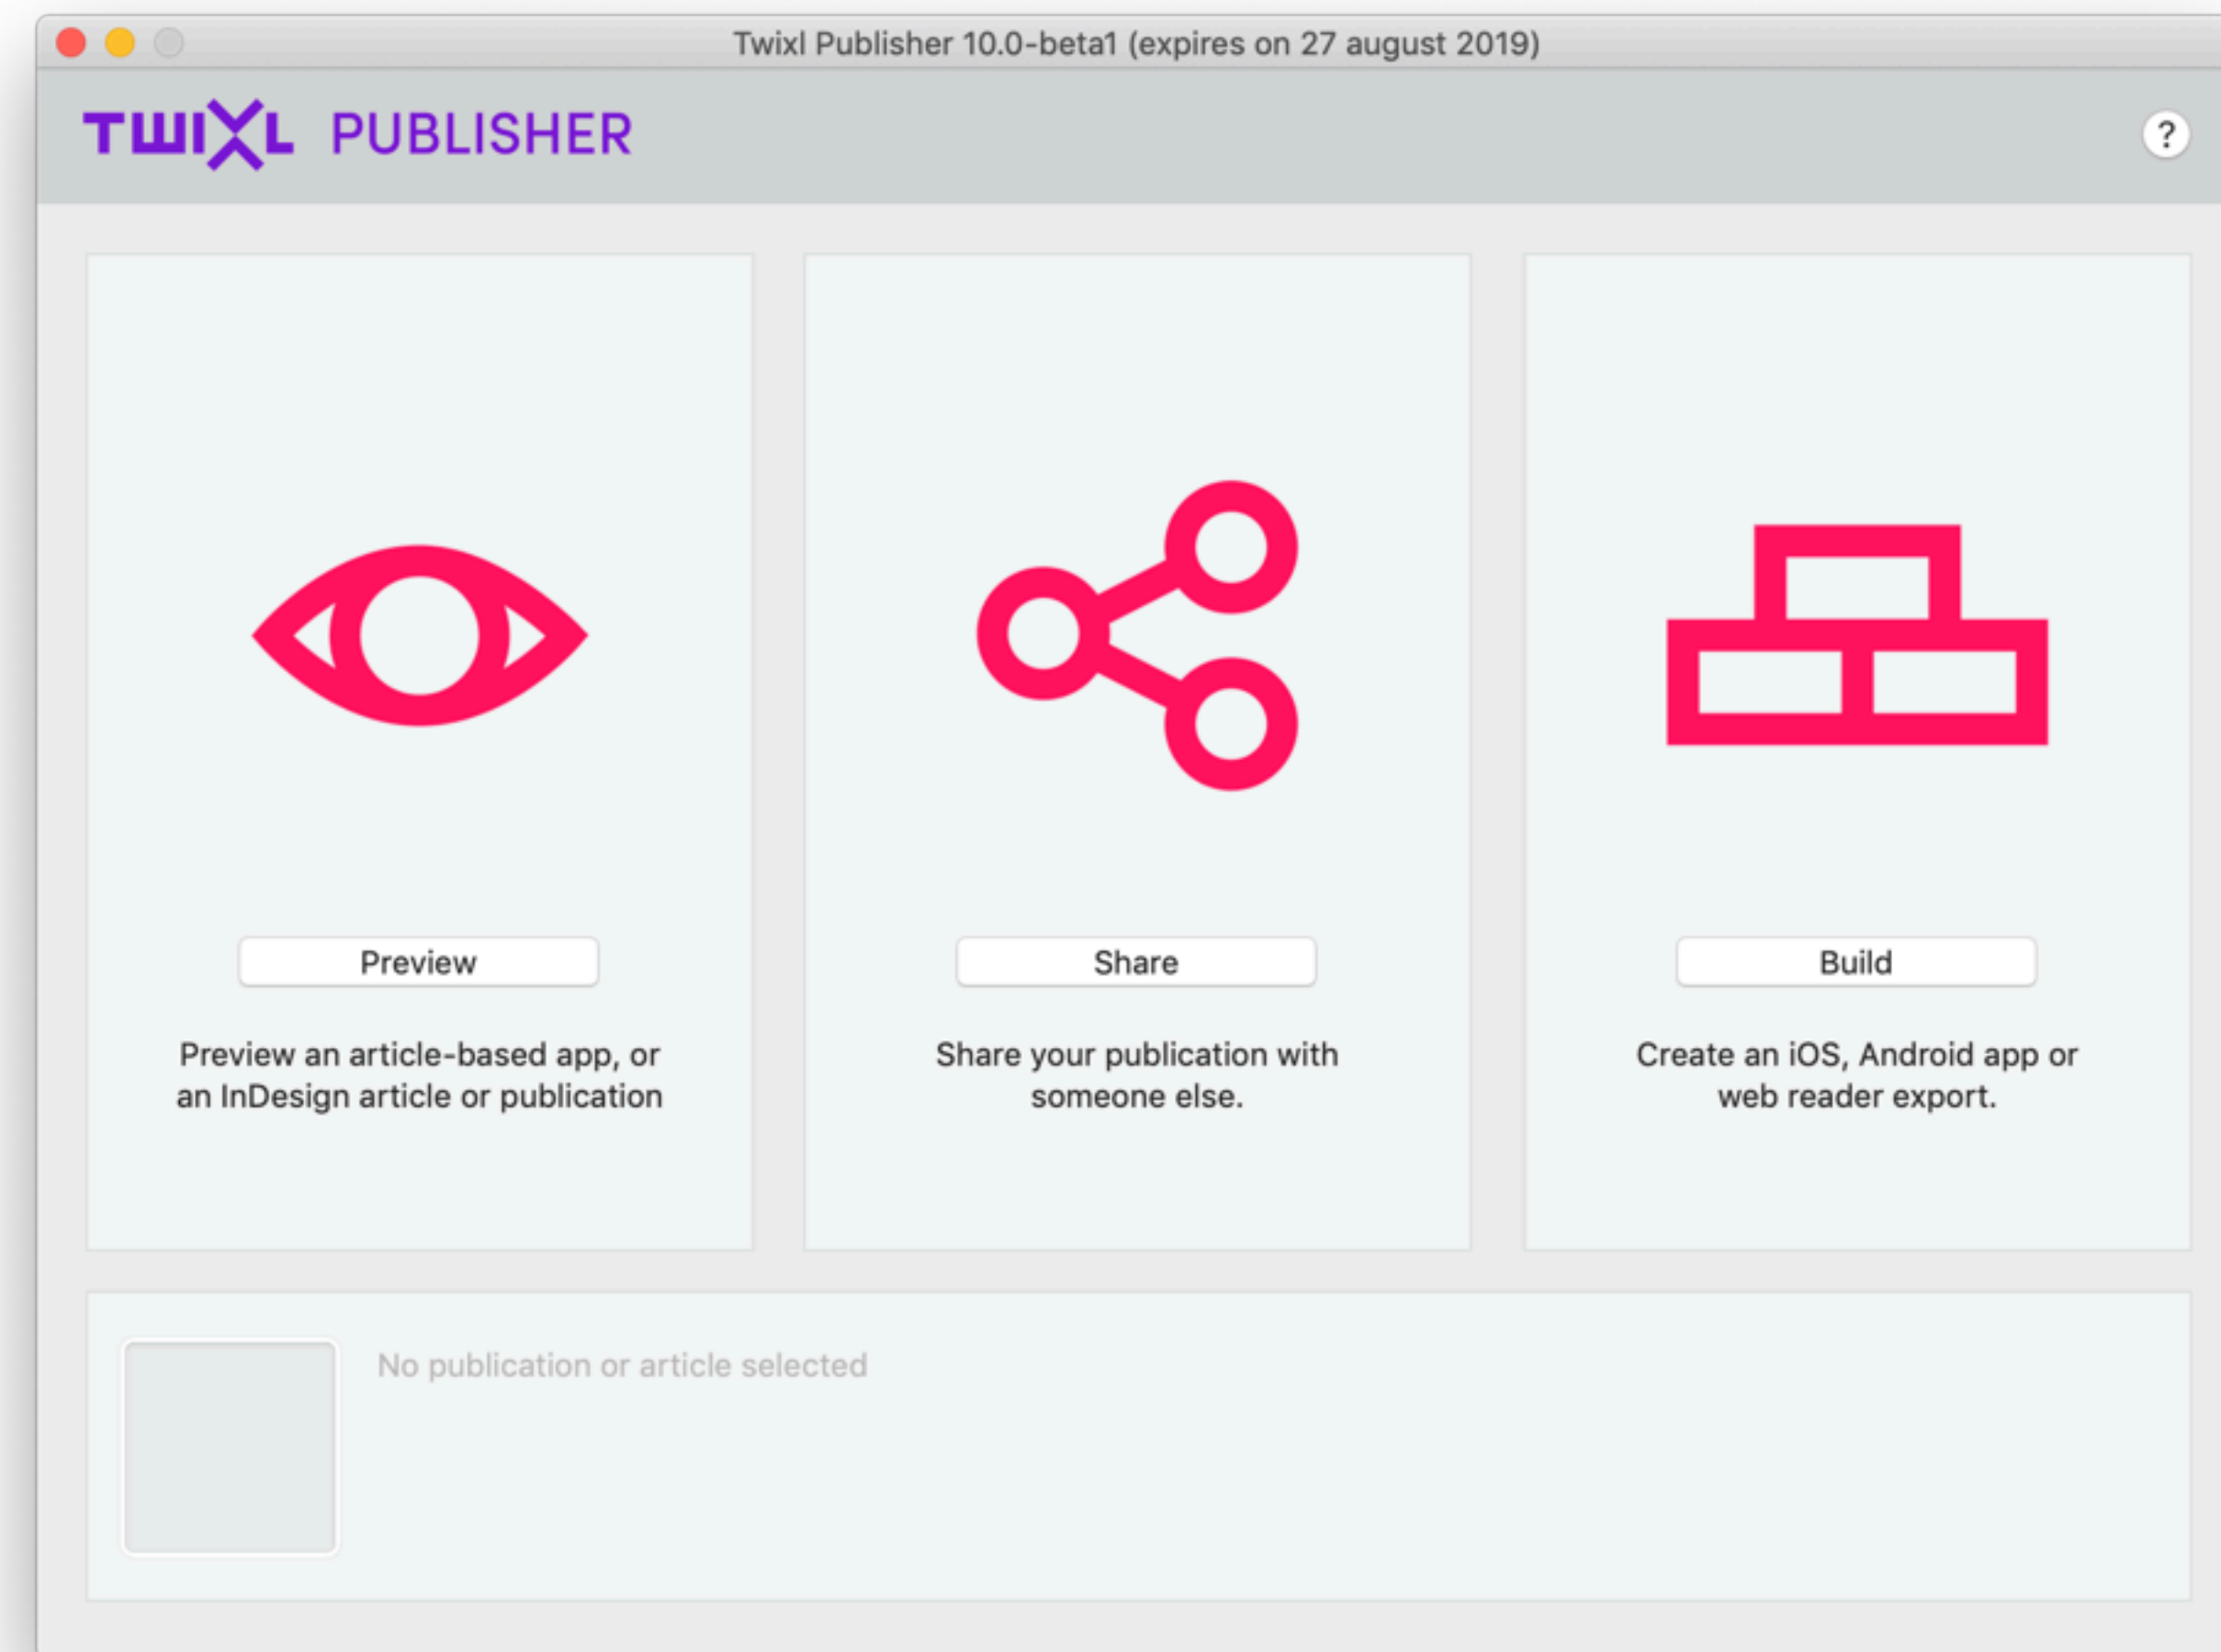 Twixl Publisher 10.0-beta1 (expires on 27 august 2019)
TWIXL PUBLISHER
?
Preview
Preview an article-based app, or
an InDesign article or publication
Share
Share your publication with
someone else.
Build
Create an iOS, Android app or
web reader export.
No publication or article selected